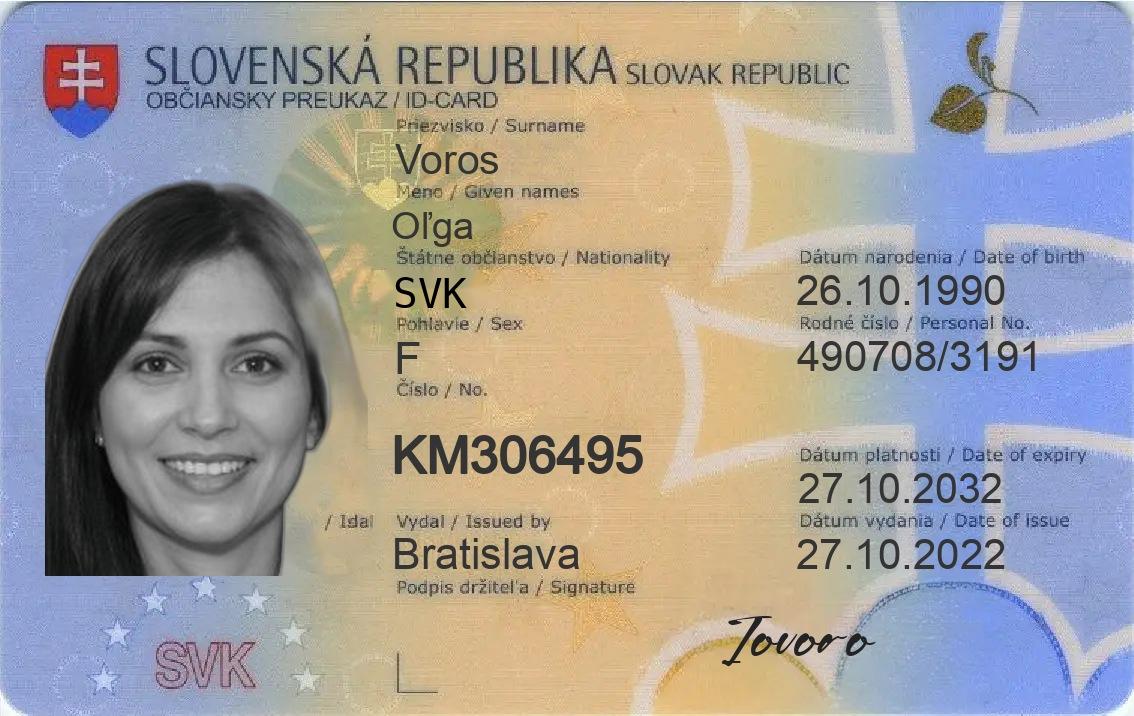 SLOVENSKÁ REPUBLIKA SLOVAK REPUBLIC
OBČIANSKY PREUKAZ / ID-CARD
Priezvisko / Surname
Voros
Meno / Given names
Oľga
Štátne občianstvo / Nationality
SVK
Dátum narodenia / Date of birth
26.10.1990
Pohlavie / Sex
F
Rodné číslo / Personal No.
490708/3191
Číslo / No.
KM306495
Dátum platnosti / Date of expiry
27.10.2032
/ Idal
Vydal / Issued by
Bratislava
Dátum vydania / Date of issue
27.10.2022
Podpis držiteľa / Signature
Iovoro
SVK